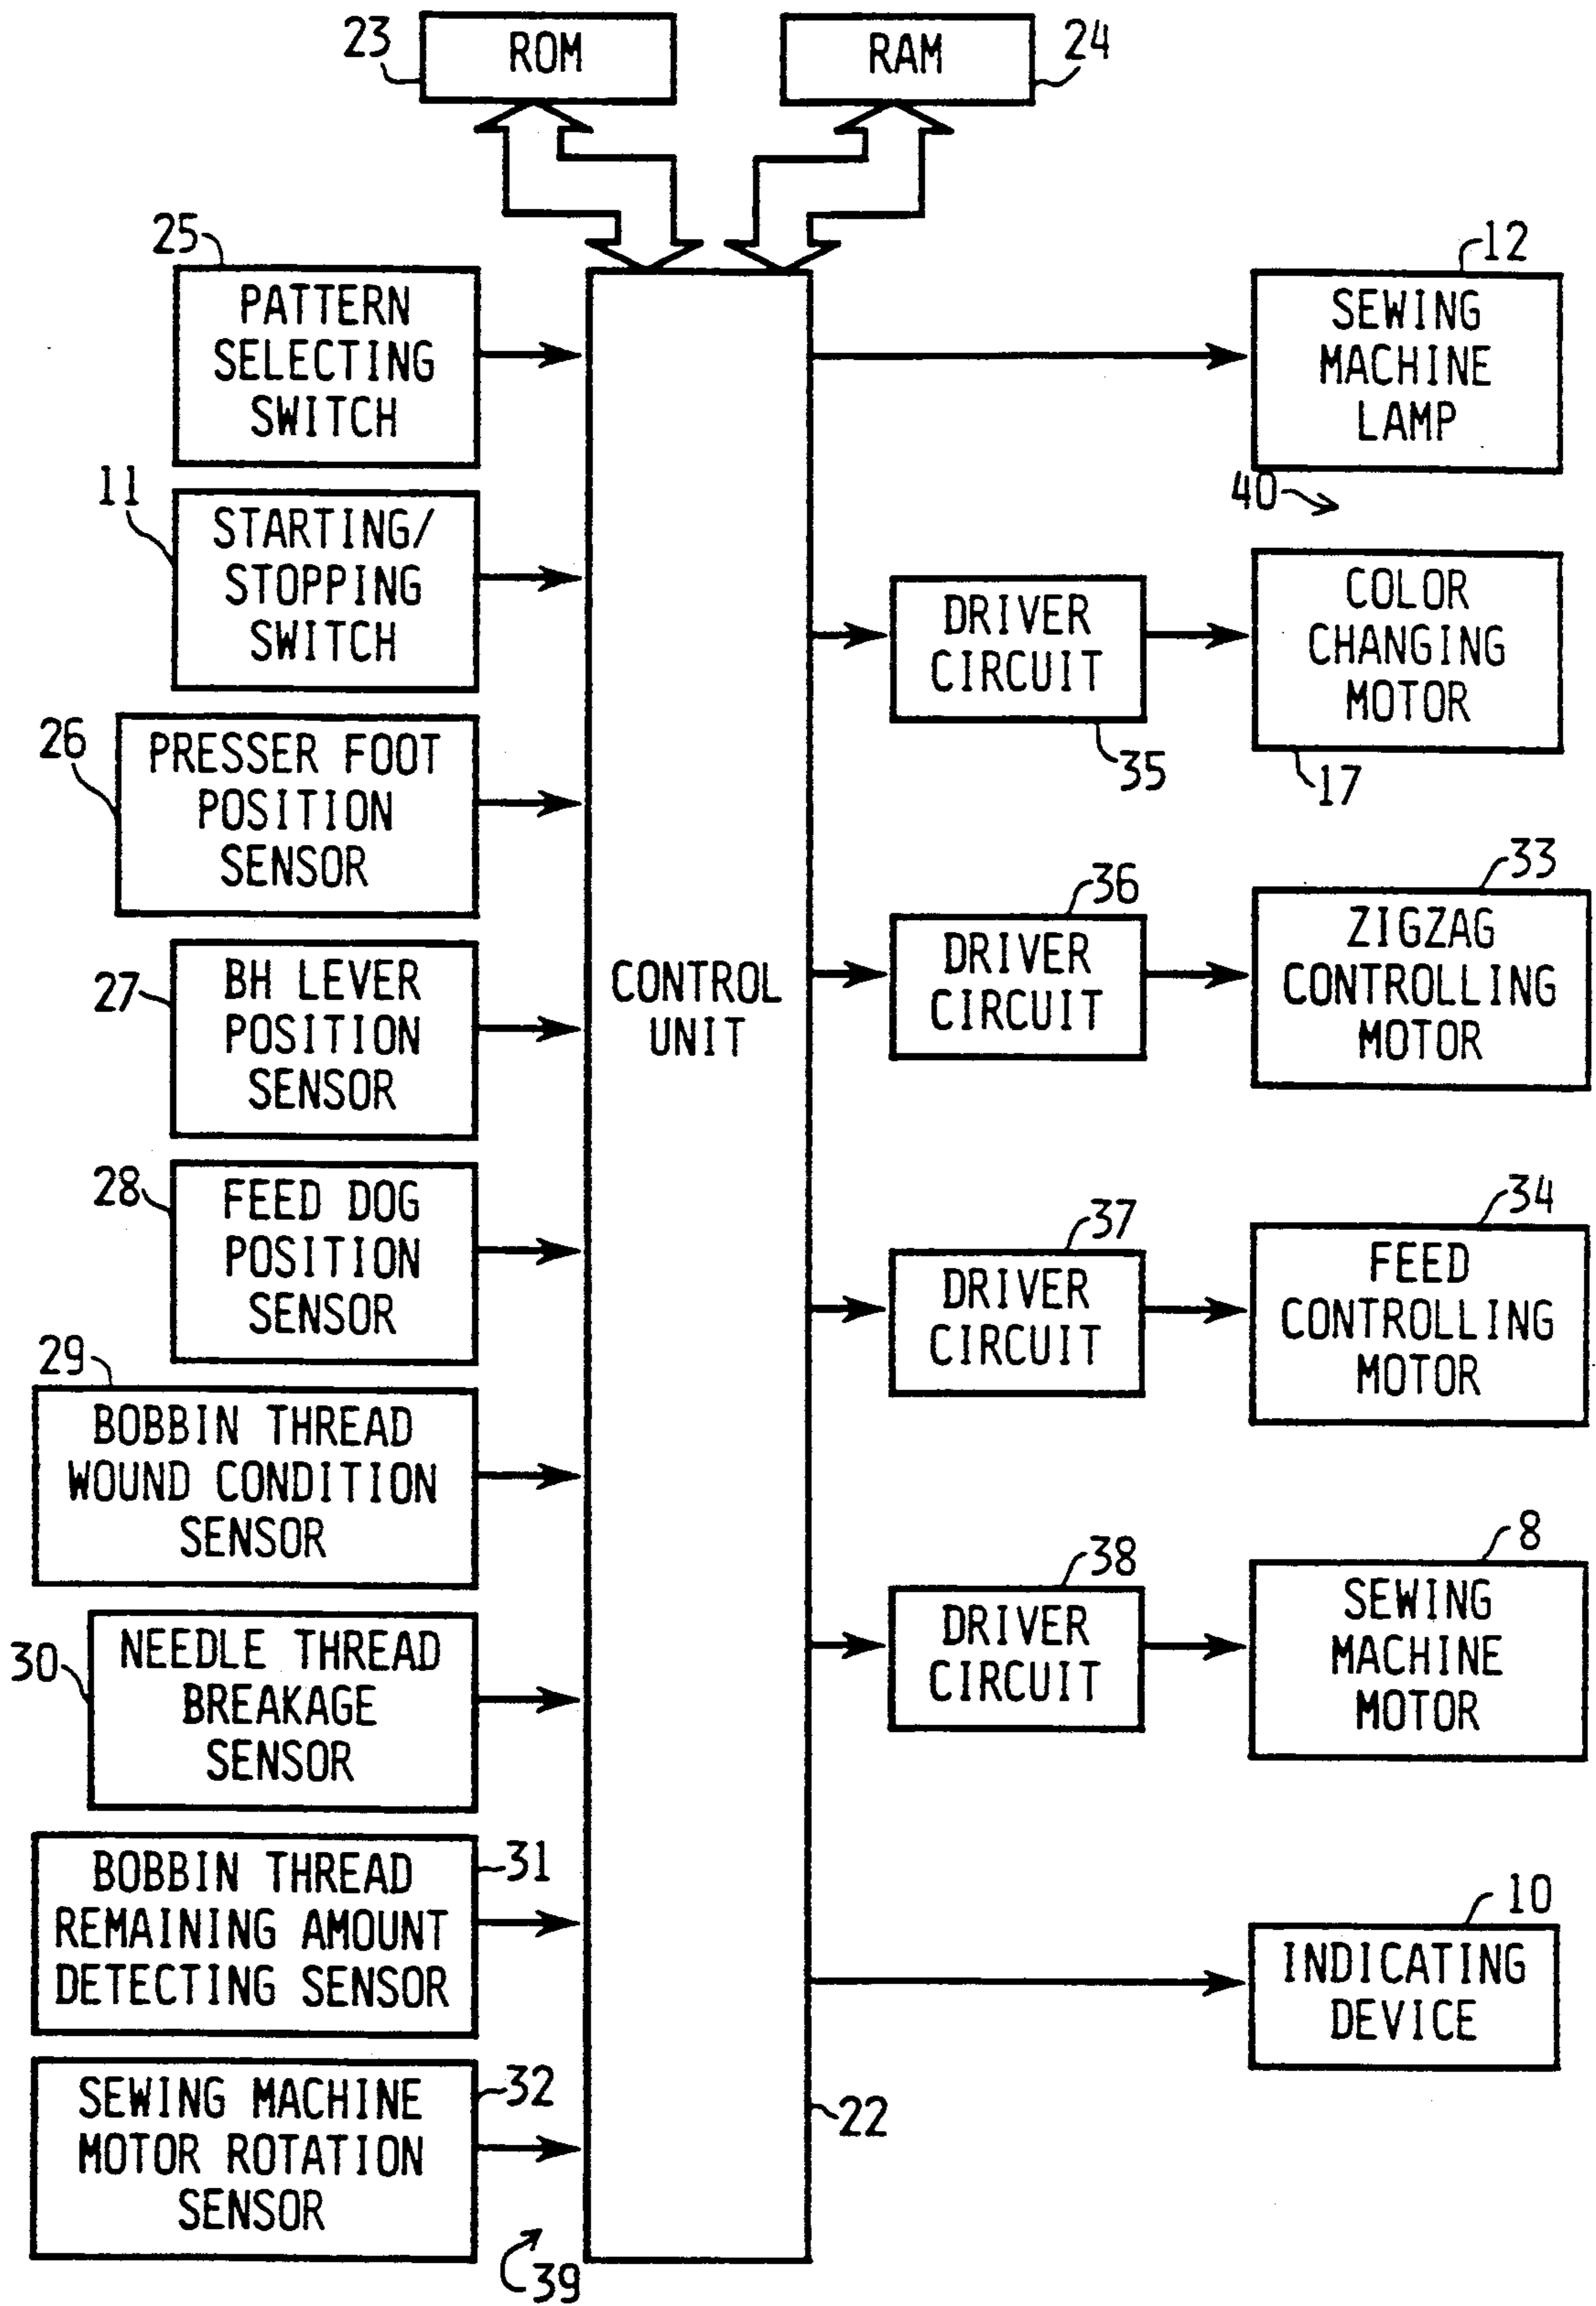 23
ROM
RAM
24
25
PATTERN
SELECTING
SWITCH
11
STARTING/
STOPPING
SWITCH
26
PRESSER FOOT
POSITION
SENSOR
27
BH LEVER
POSITION
SENSOR
28
FEED DOG
POSITION
SENSOR
29
BOBBIN THREAD
WOUND CONDITION
SENSOR
30
NEEDLE THREAD
BREAKAGE
SENSOR
31
BOBBIN THREAD
REMAINING AMOUNT
DETECTING SENSOR
32
SEWING MACHINE
MOTOR ROTATION
SENSOR
39
CONTROL
UNIT
22
12
SEWING
MACHINE
LAMP
40
DRIVER
CIRCUIT
35
COLOR
CHANGING
MOTOR
17
36
DRIVER
CIRCUIT
33
ZIGZAG
CONTROLLING
MOTOR
37
DRIVER
CIRCUIT
34
FEED
CONTROLLING
MOTOR
38
DRIVER
CIRCUIT
8
SEWING
MACHINE
MOTOR
10
INDICATING
DEVICE